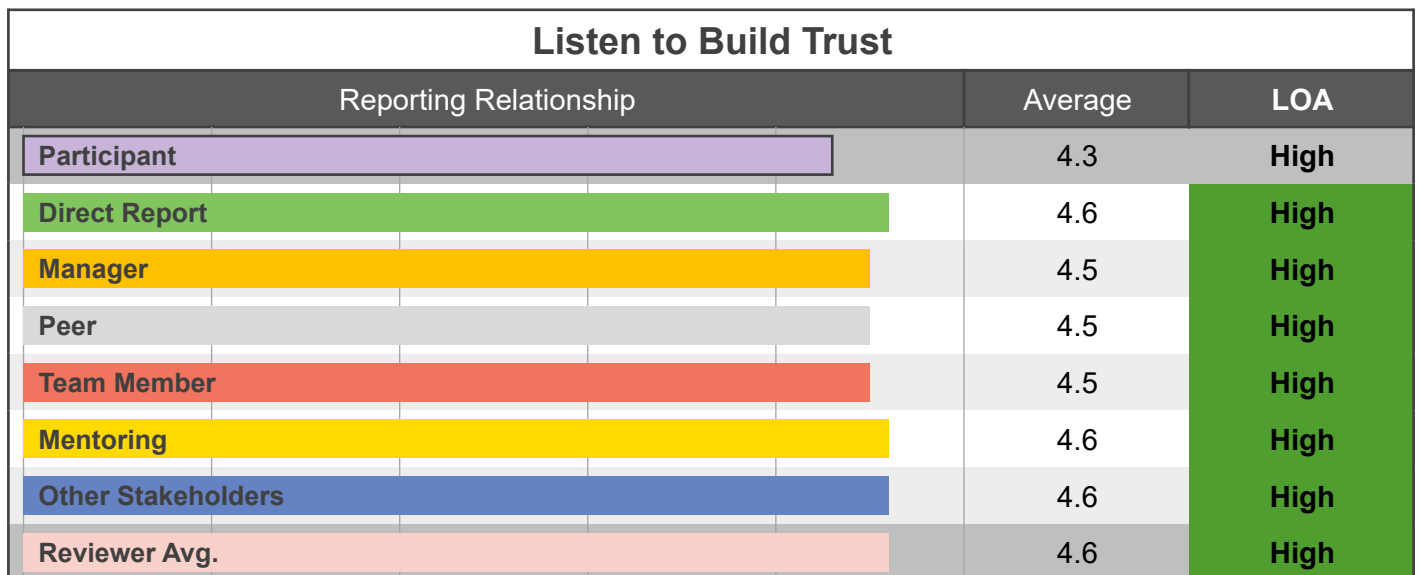 Listen to Build Trust
Reporting Relationship Average LOA
Participant 4.3 High
Direct Report 4.6 High
Manager 4.5 High
Peer 4.5 High
Team Member 4.5 High
Mentoring 4.6 High
Other Stakeholders 4.6 High
Reviewer Avg. 4.6 High